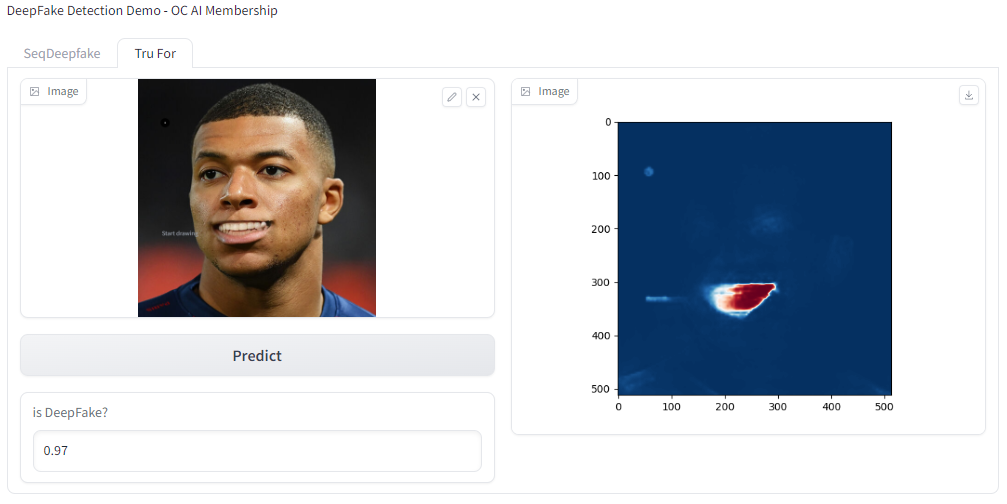 DeepFake Detection Demo - OC AI Membership
SeqDeepfake
Tru For
Image
Start drawing
Predict
is DeepFake?
0.97
Image
0
100
200
300
400
500
0
100
200
300
400
500